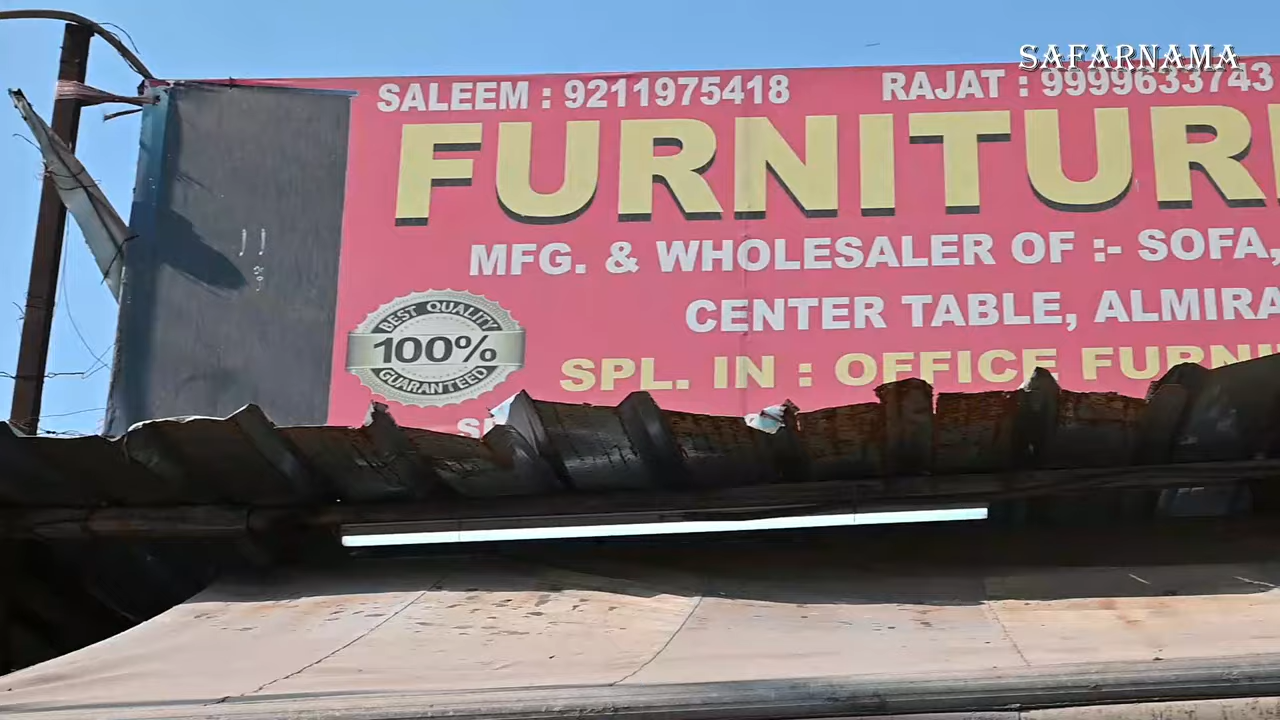 SAFARNAMA
SALEEM : 9211975418 RAJAT : 9999633743
FURNITUR
MFG. & WHOLESALER OF :- SOFA,
CENTER TABLE, ALMIRA
BEST QUALITY
100%
GUARANTEED
SPL. IN : OFFICE FURNI